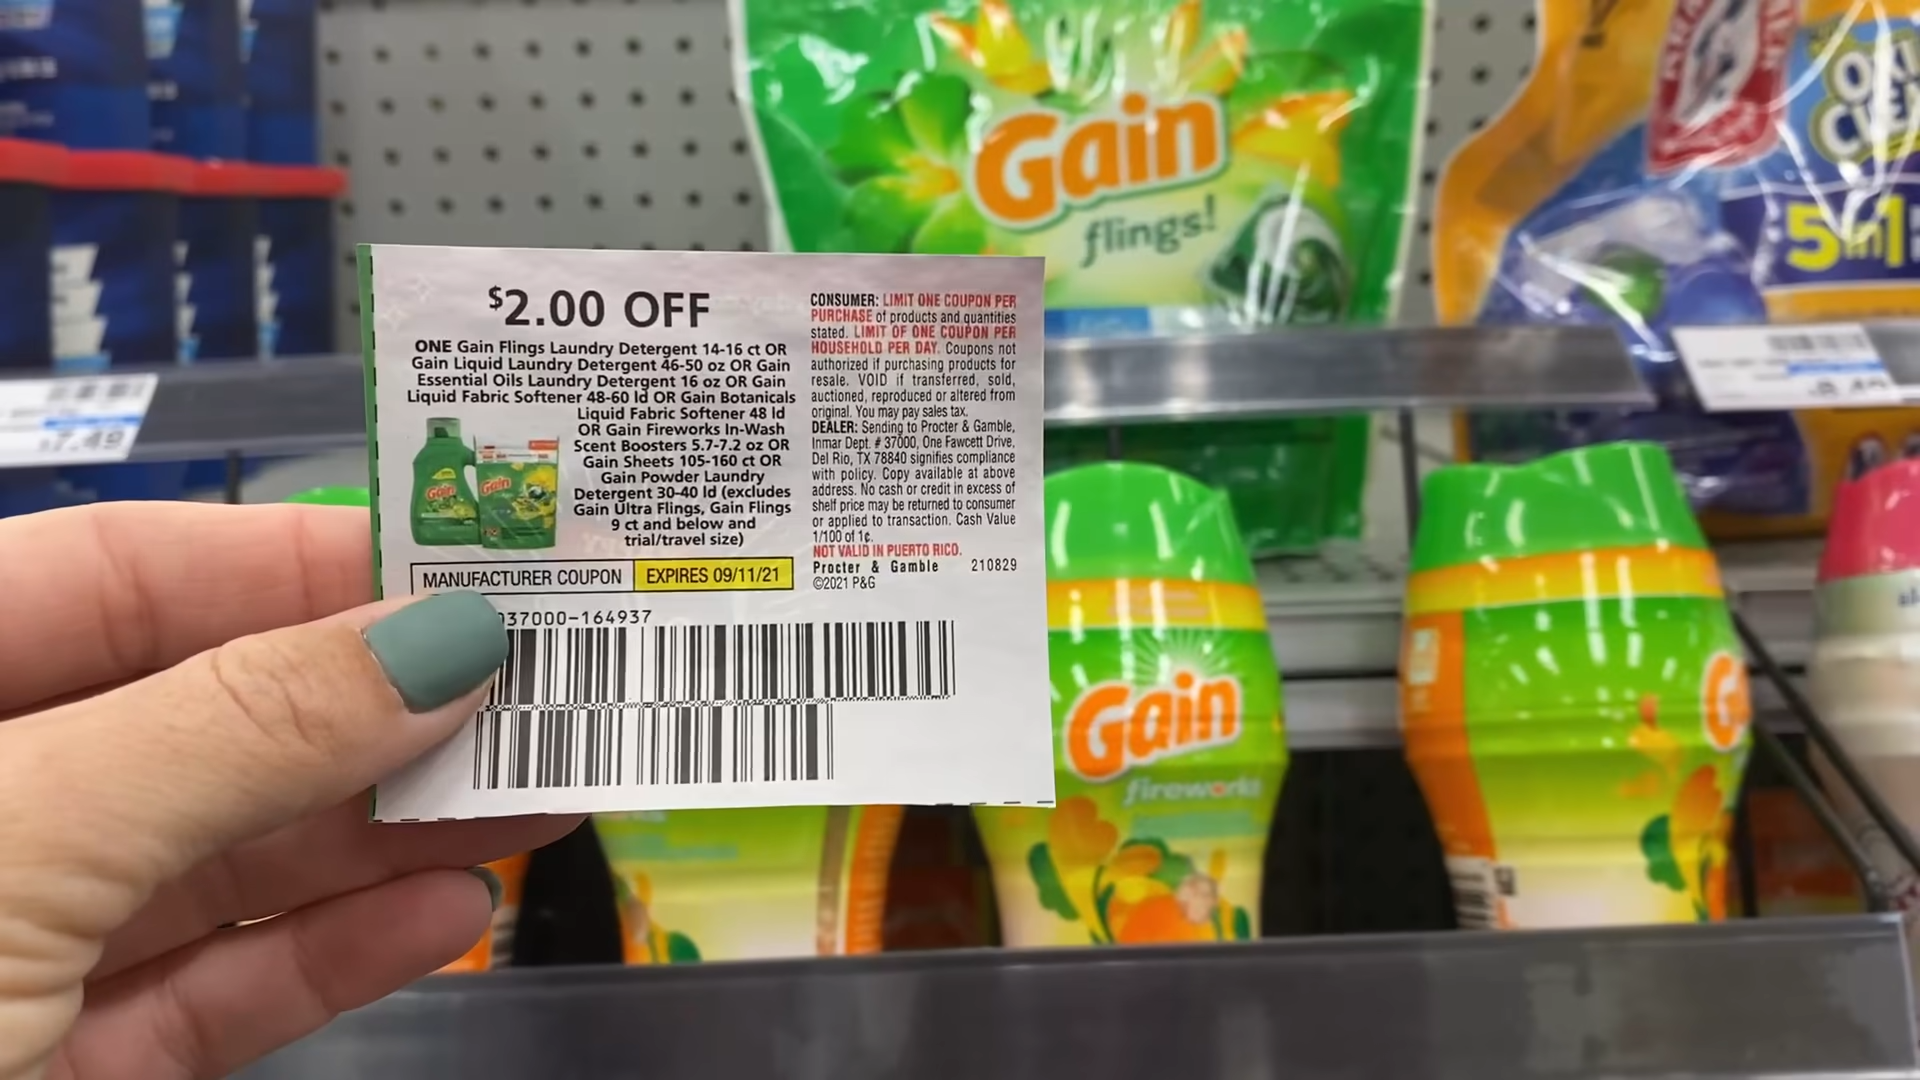 Gain
flings!
OXI
CLEAN
5 in 1
$2.00 OFF
ONE Gain Flings Laundry Detergent 14-16 ct OR
Gain Liquid Laundry Detergent 46-50 oz OR Gain
Essential Oils Laundry Detergent 16 oz OR Gain
Liquid Fabric Softener 48-60 ld OR Gain Botanicals
Liquid Fabric Softener 48 ld
OR Gain Fireworks In-Wash
Scent Boosters 5.7-7.2 oz OR
Gain Sheets 105-160 ct OR
Gain Powder Laundry
Detergent 30-40 ld (excludes
Gain Ultra Flings, Gain Flings
9 ct and below and
trial/travel size)
Gain
Gain
MANUFACTURER COUPON
EXPIRES 09/11/21
037000-164937
CONSUMER: LIMIT ONE COUPON PER
PURCHASE of products and quantities
stated. LIMIT OF ONE COUPON PER
HOUSEHOLD PER DAY. Coupons not
authorized if purchasing products for
resale. VOID if transferred, sold,
auctioned, reproduced or altered from
original. You may pay sales tax.
DEALER: Sending to Procter & Gamble,
Inmar Dept. # 37000, One Fawcett Drive,
Del Rio, TX 78840 signifies compliance
with policy. Copy available at above
address. No cash or credit in excess of
shelf price may be returned to consumer
or applied to transaction. Cash Value
1/100 of 1¢.
NOT VALID IN PUERTO RICO.
Procter & Gamble 210829
©2021 P&G
7.49
8.49
Gain
fireworks
Ga